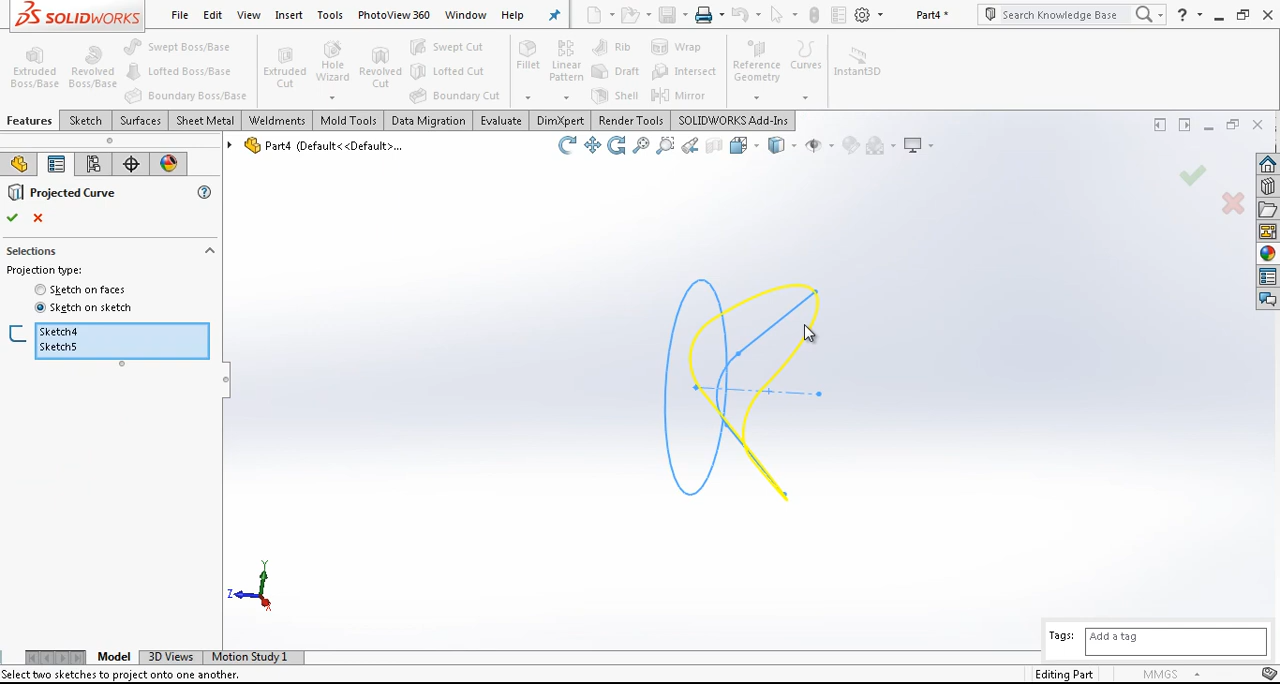 SOLIDWORKS File Edit View Insert Tools PhotoView 360 Window Help Part4 * Search Knowledge Base ?
Extruded Boss/Base
Revolved Boss/Base
Swept Boss/Base
Lofted Boss/Base
Boundary Boss/Base
Extruded Cut
Hole Wizard
Revolved Cut
Swept Cut
Lofted Cut
Boundary Cut
Fillet
Linear Pattern
Rib
Draft
Shell
Wrap
Intersect
Mirror
Reference Geometry
Curves
Instant3D
Features Sketch Surfaces Sheet Metal Weldments Mold Tools Data Migration Evaluate DimXpert Render Tools SOLIDWORKS Add-Ins
Part4 (Default<<Default>...
Projected Curve ?
Selections
Projection type:
Sketch on faces
Sketch on sketch
Sketch4
Sketch5
Y
Z
X
Tags: Add a tag
Model 3D Views Motion Study 1
Select two sketches to project onto one another. Editing Part MMGS